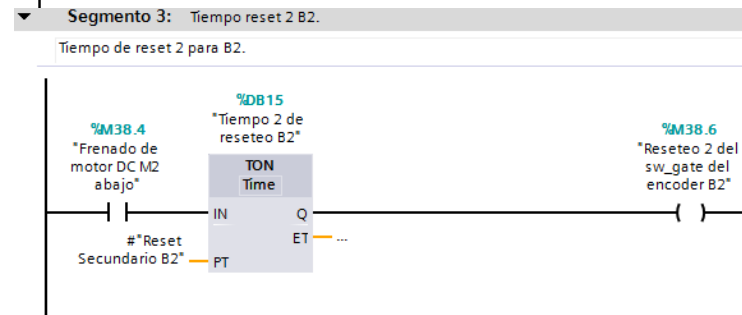 Segmento 3: Tiempo reset 2 B2.
Tiempo de reset 2 para B2.
%DB15
"Tiempo 2 de
reseteo B2"
%M38.4
"Frenado de
motor DC M2
abajo"
TON
Time
%M38.6
"Reseteo 2 del
sw_gate del
encoder B2"
IN Q
ET ...
#"Reset
Secundario B2"
PT